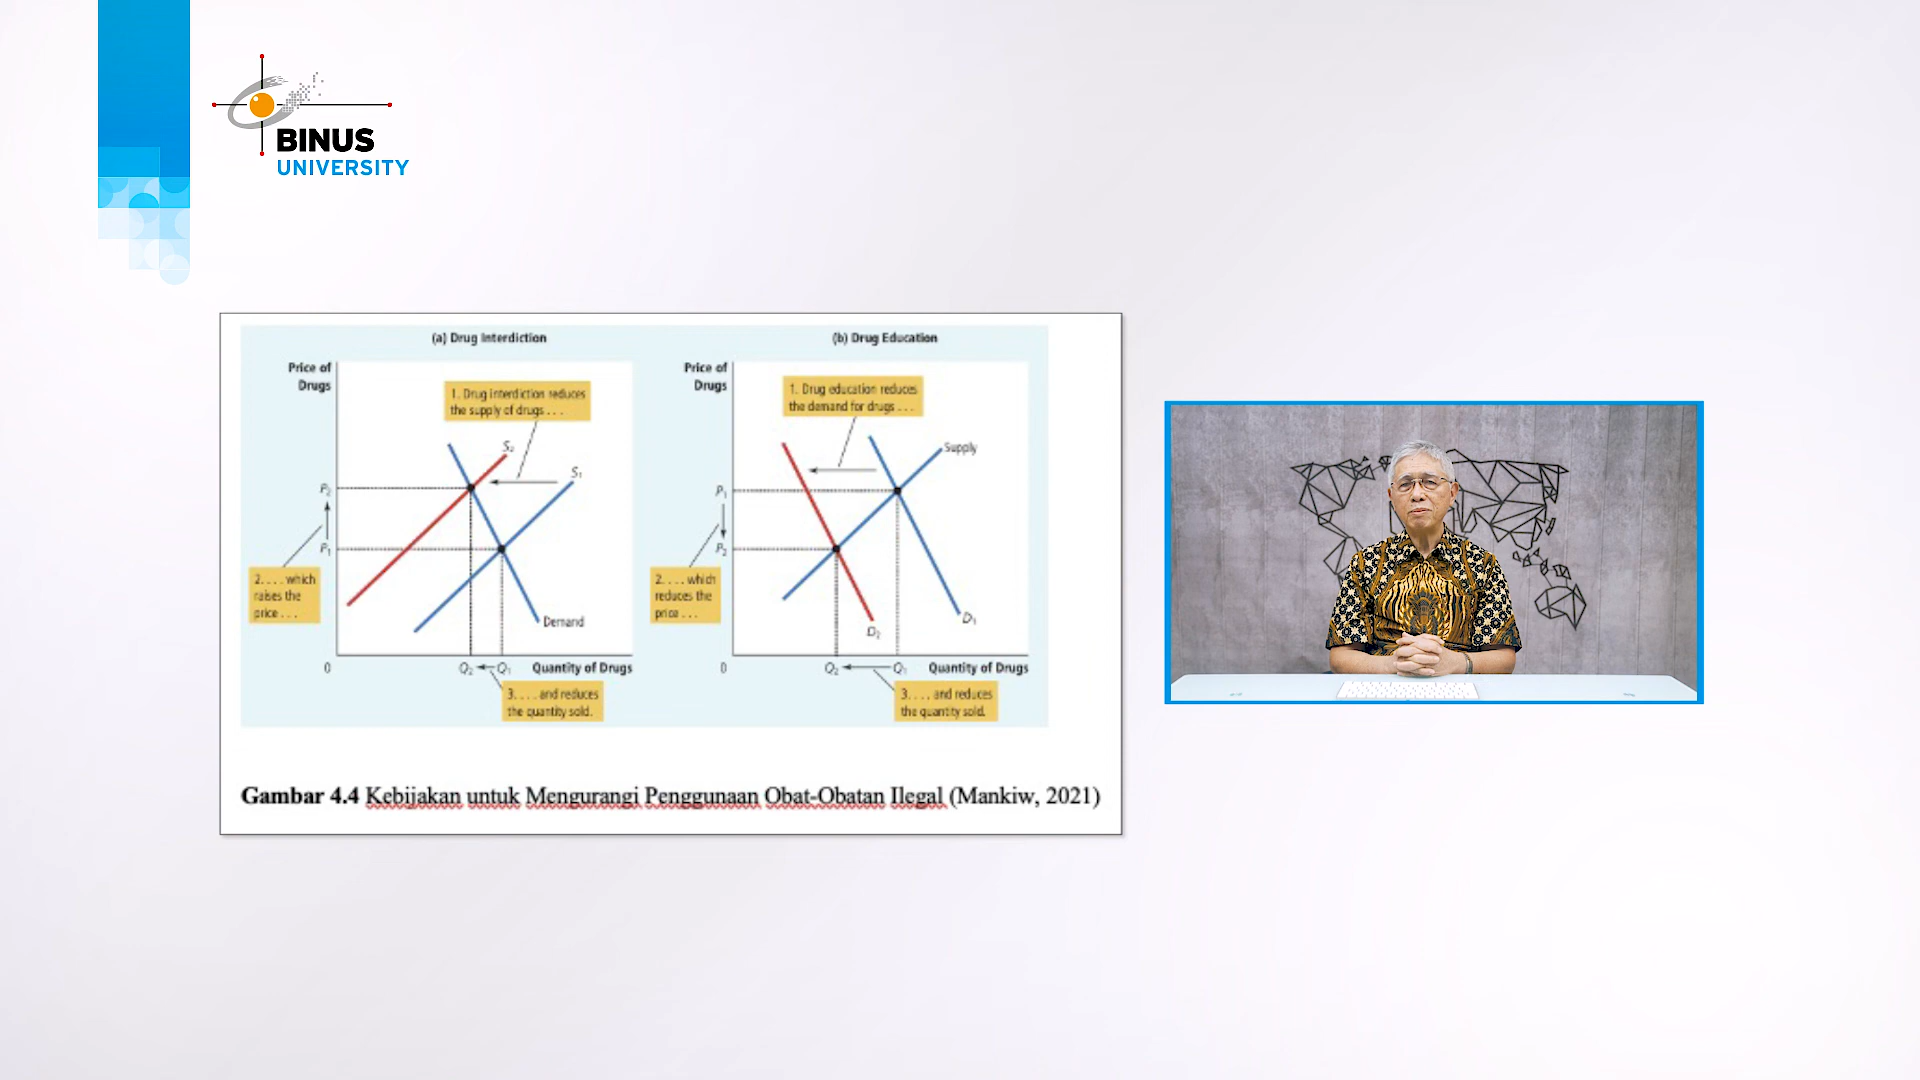 BINUS
UNIVERSITY
(a) Drug Interdiction
Price of
Drugs
1. Drug interdiction reduces
the supply of drugs . . .
S₂
S₁
P₂
P₁
2. . . . which
raises the
price . . .
Demand
0
Q₂
Q₁
Quantity of Drugs
3. . . . and reduces
the quantity sold.
(b) Drug Education
Price of
Drugs
1. Drug education reduces
the demand for drugs . . .
Supply
P₁
P₂
2. . . . which
reduces the
price . . .
D₂
D₁
0
Q₂
Q₁
Quantity of Drugs
3. . . . and reduces
the quantity sold.
Gambar 4.4 Kebijakan untuk Mengurangi Penggunaan Obat-Obatan Ilegal (Mankiw, 2021)